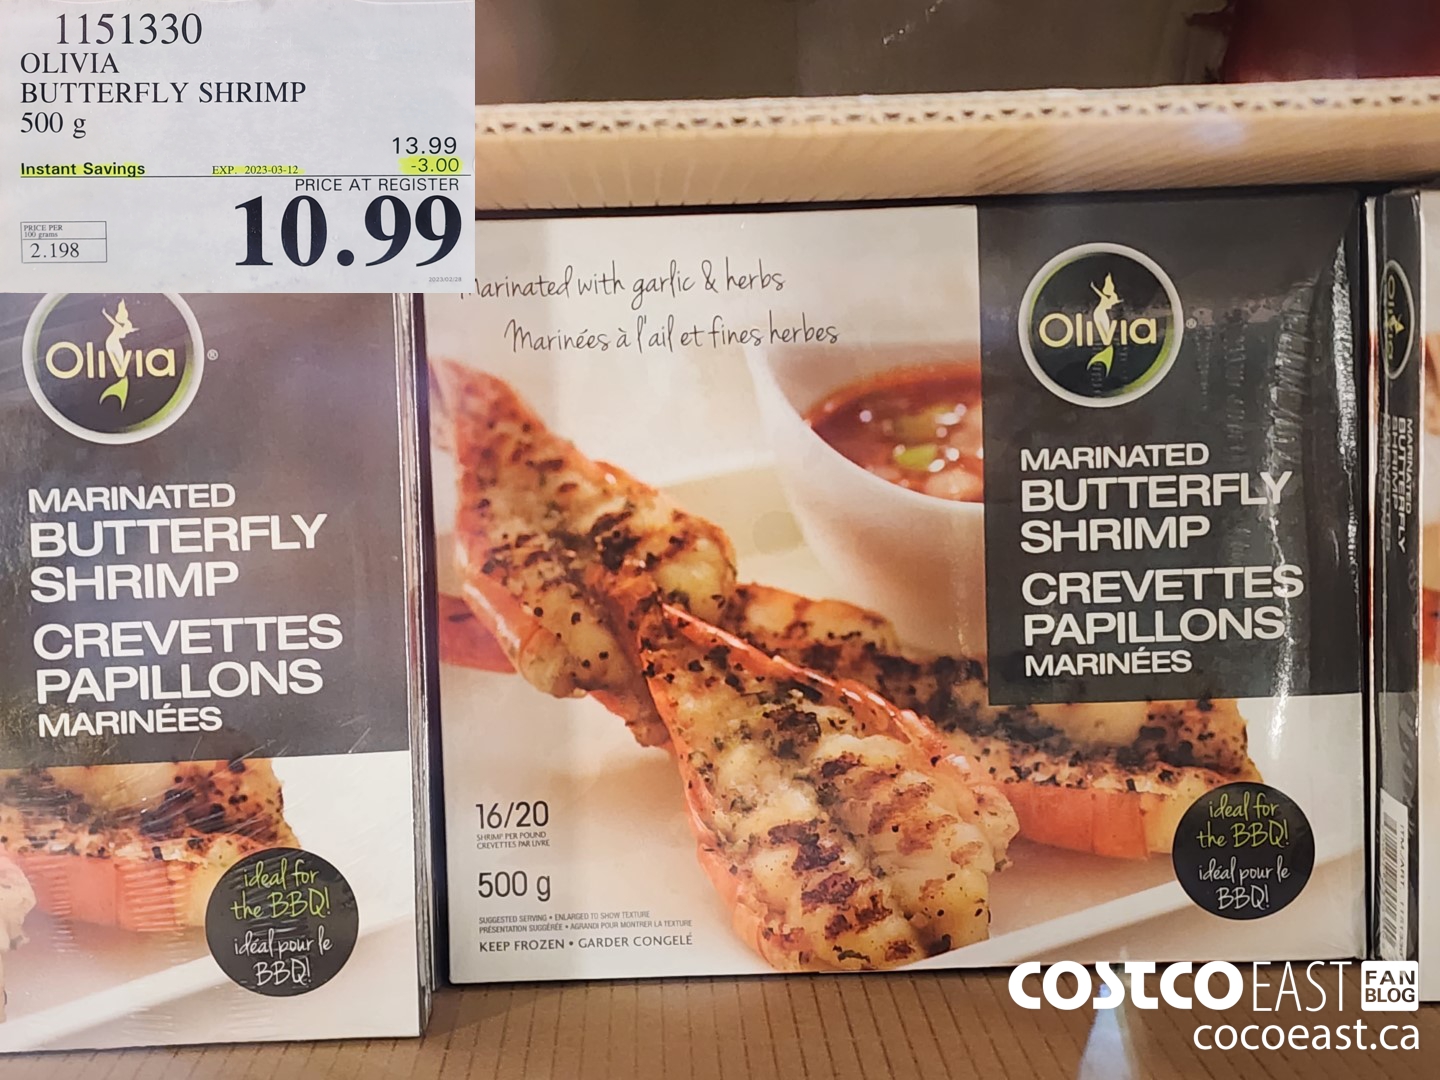 1151330
OLIVIA
BUTTERFLY SHRIMP
500 g
13.99
Instant Savings EXP. 2023-03-12 -3.00
PRICE AT REGISTER
10.99
PRICE PER
100 grams
2.198
2023/02/28
Olivia®
MARINATED
BUTTERFLY
SHRIMP
CREVETTES
PAPILLONS
MARINÉES
ideal for
the BBQ!
idéal pour le
BBQ!
Marinated with garlic & herbs
Marinées à l'ail et fines herbes
Olivia®
MARINATED
BUTTERFLY
SHRIMP
CREVETTES
PAPILLONS
MARINÉES
16/20
SHRIMP PER POUND
CREVETTES PAR LIVRE
500 g
SUGGESTED SERVING • ENLARGED TO SHOW TEXTURE
PRÉSENTATION SUGGÉRÉE • AGRANDI POUR MONTRER LA TEXTURE
KEEP FROZEN • GARDER CONGELÉ
ideal for
the BBQ!
idéal pour le
BBQ!
Olivia
MARINATED
BUTTERFLY
SHRIMP
COSTCO EAST FAN BLOG
cocoeast.ca